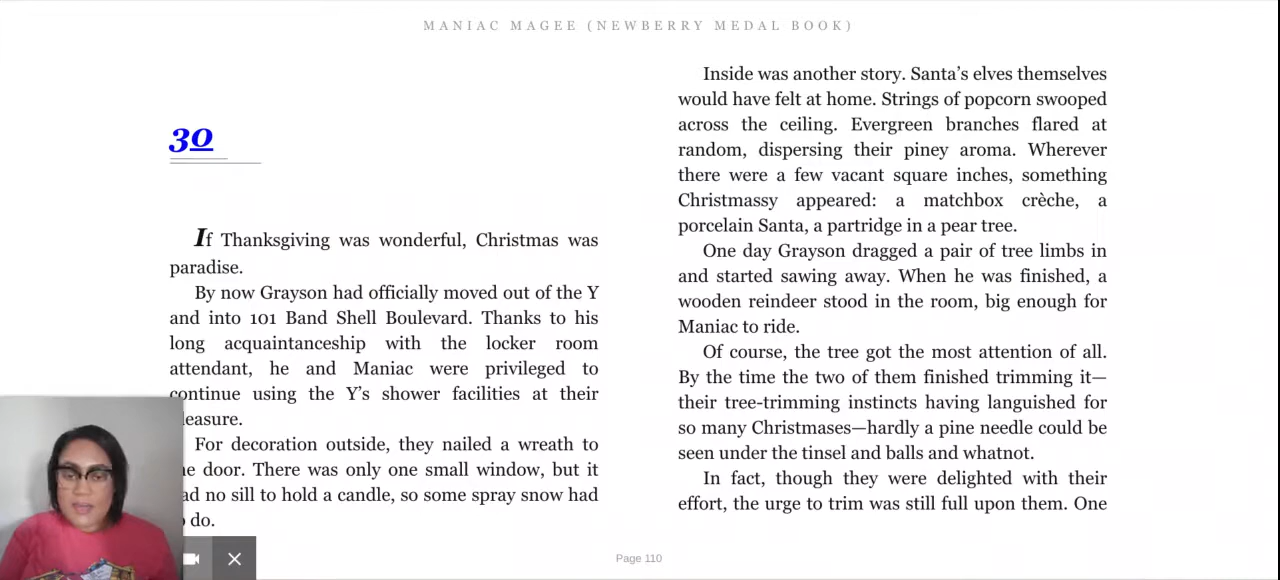 MANIAC MAGEE (NEWBERRY MEDAL BOOK)
30
If Thanksgiving was wonderful, Christmas was
paradise.
By now Grayson had officially moved out of the Y
and into 101 Band Shell Boulevard. Thanks to his
long acquaintanceship with the locker room
attendant, he and Maniac were privileged to
continue using the Y’s shower facilities at their
leasure.
For decoration outside, they nailed a wreath to
e door. There was only one small window, but it
ad no sill to hold a candle, so some spray snow had
do.
Inside was another story. Santa’s elves themselves
would have felt at home. Strings of popcorn swooped
across the ceiling. Evergreen branches flared at
random, dispersing their piney aroma. Wherever
there were a few vacant square inches, something
Christmassy appeared: a matchbox crèche, a
porcelain Santa, a partridge in a pear tree.
One day Grayson dragged a pair of tree limbs in
and started sawing away. When he was finished, a
wooden reindeer stood in the room, big enough for
Maniac to ride.
Of course, the tree got the most attention of all.
By the time the two of them finished trimming it—
their tree-trimming instincts having languished for
so many Christmases—hardly a pine needle could be
seen under the tinsel and balls and whatnot.
In fact, though they were delighted with their
effort, the urge to trim was still full upon them. One
Page 110